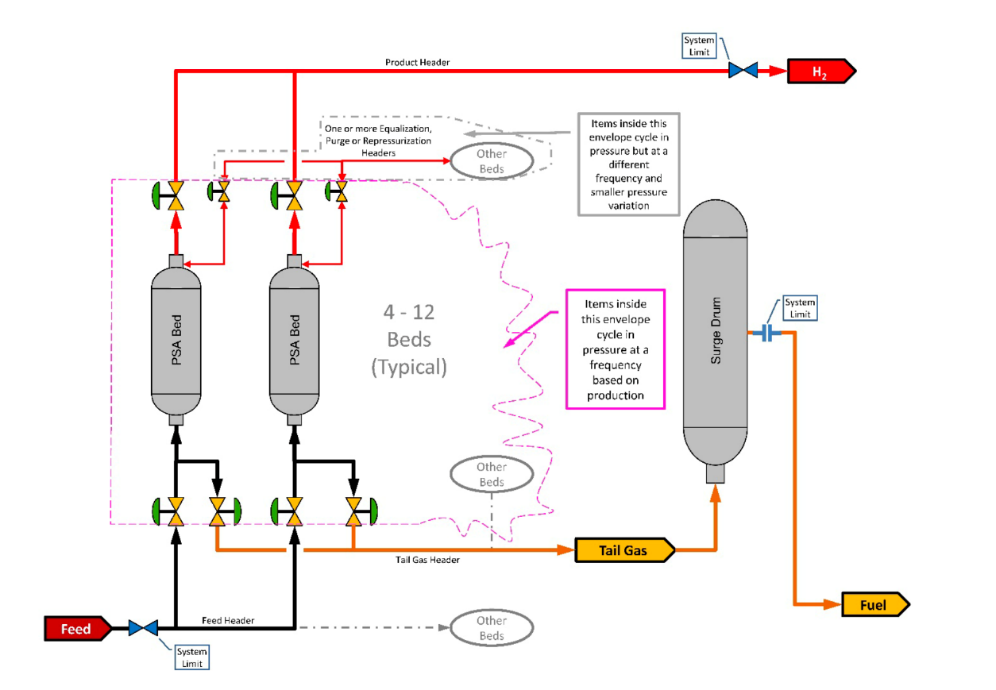 System
Limit
Product Header
H2
One or more Equalization,
Purge or Repressurization
Headers
Other
Beds
Items inside this
envelope cycle in
pressure but at a
different
frequency and
smaller pressure
variation
PSA Bed
PSA Bed
4 - 12
Beds
(Typical)
Items inside
this envelope
cycle in
pressure at a
frequency
based on
production
Surge Drum
System
Limit
Other
Beds
Tail Gas Header
Tail Gas
Fuel
Feed
Feed Header
Other
Beds
System
Limit